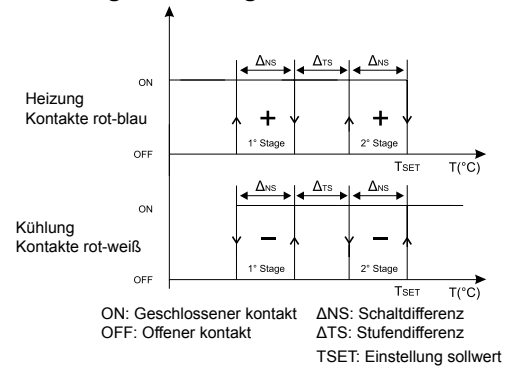 ΔNS ΔTS ΔNS
ON
Heizung
Kontakte rot-blau
+ +
1° Stage 2° Stage
OFF
TSET T(°C)
ΔNS ΔTS ΔNS
ON
Kühlung
Kontakte rot-weiß
− −
1° Stage 2° Stage
OFF
TSET T(°C)
ON: Geschlossener kontakt ΔNS: Schaltdifferenz
OFF: Offener kontakt ΔTS: Stufendifferenz
TSET: Einstellung sollwert